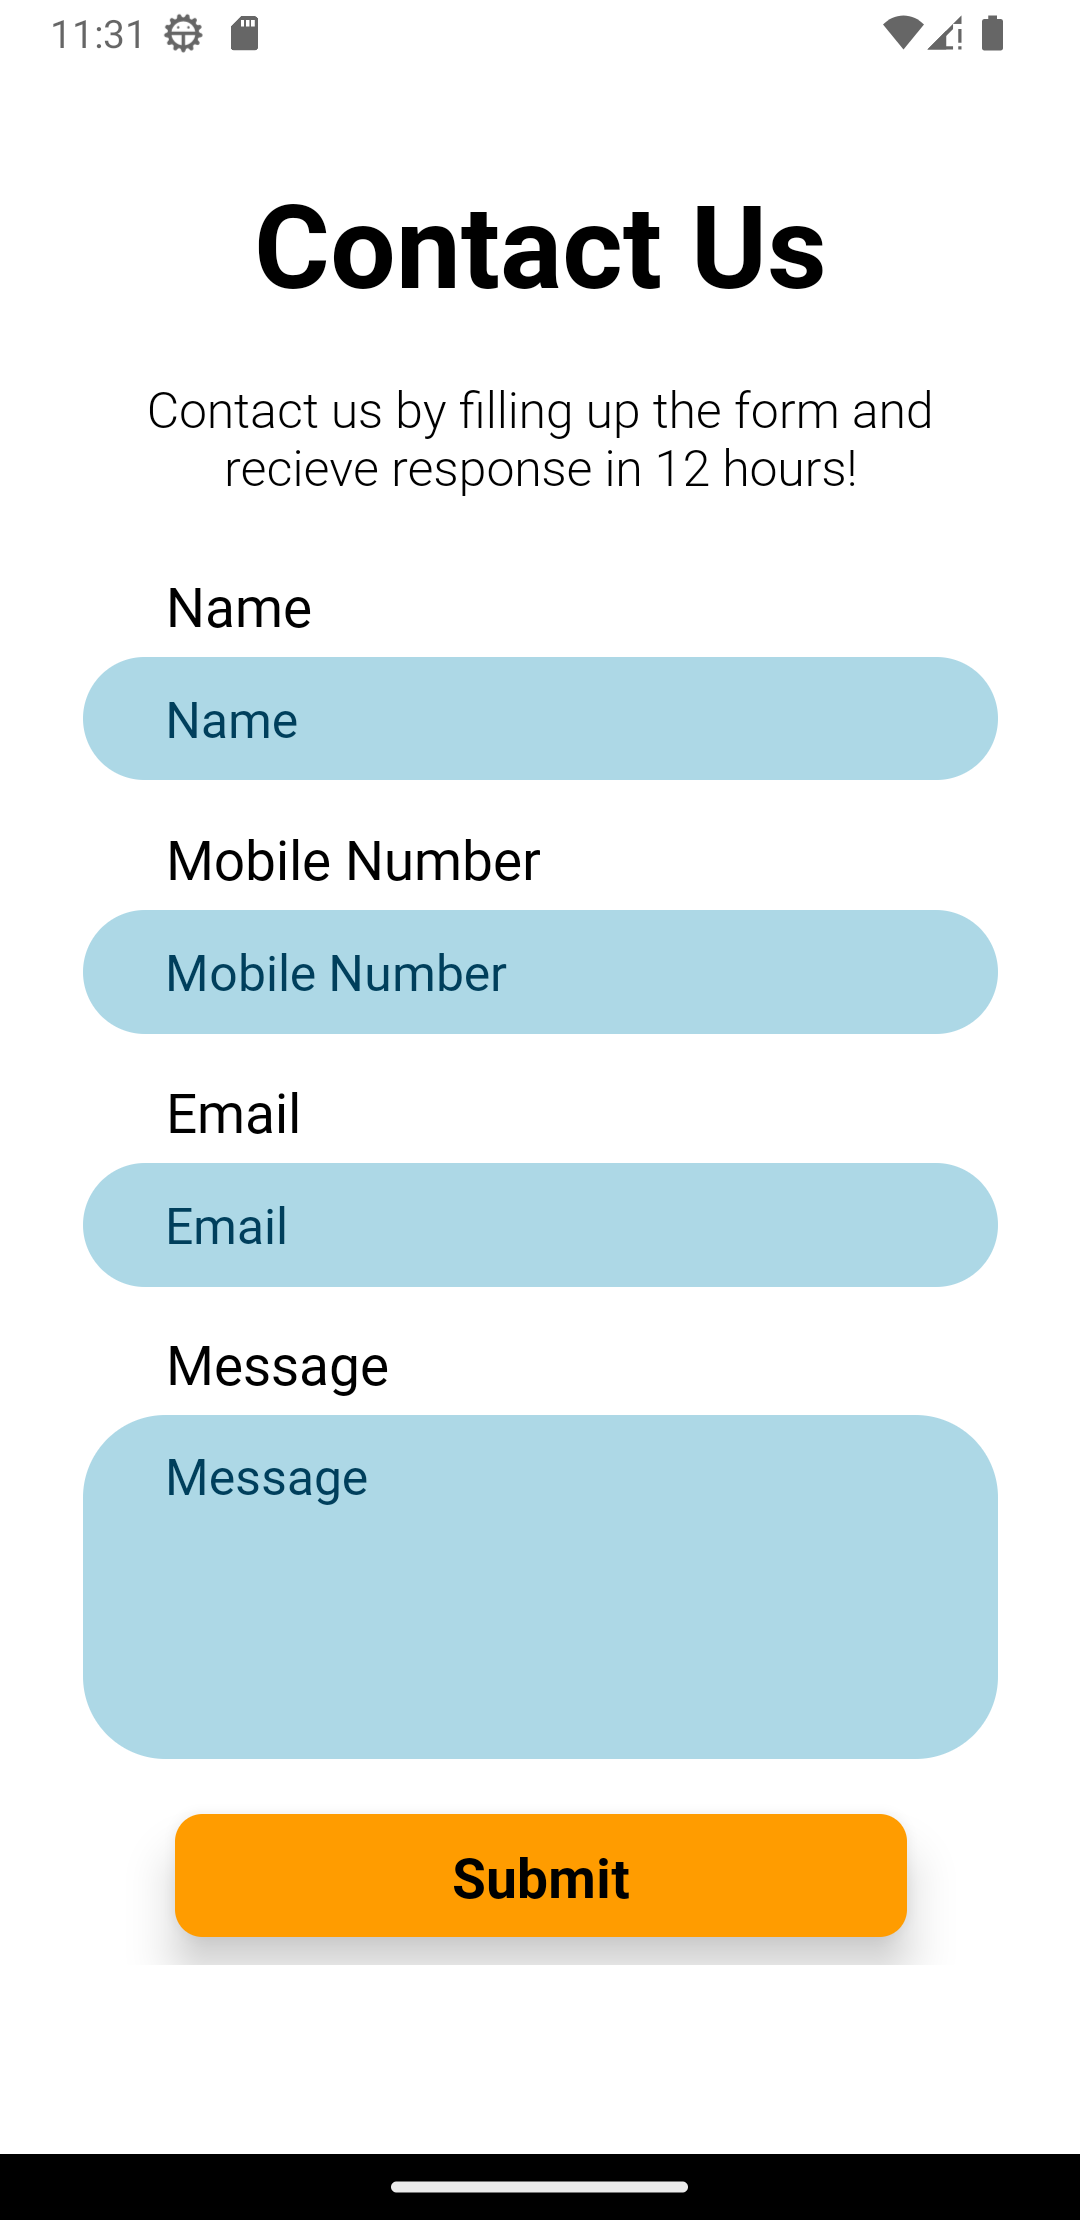 11:31
Contact Us
Contact us by filling up the form and
recieve response in 12 hours!
Name
Name
Mobile Number
Mobile Number
Email
Email
Message
Message
Submit